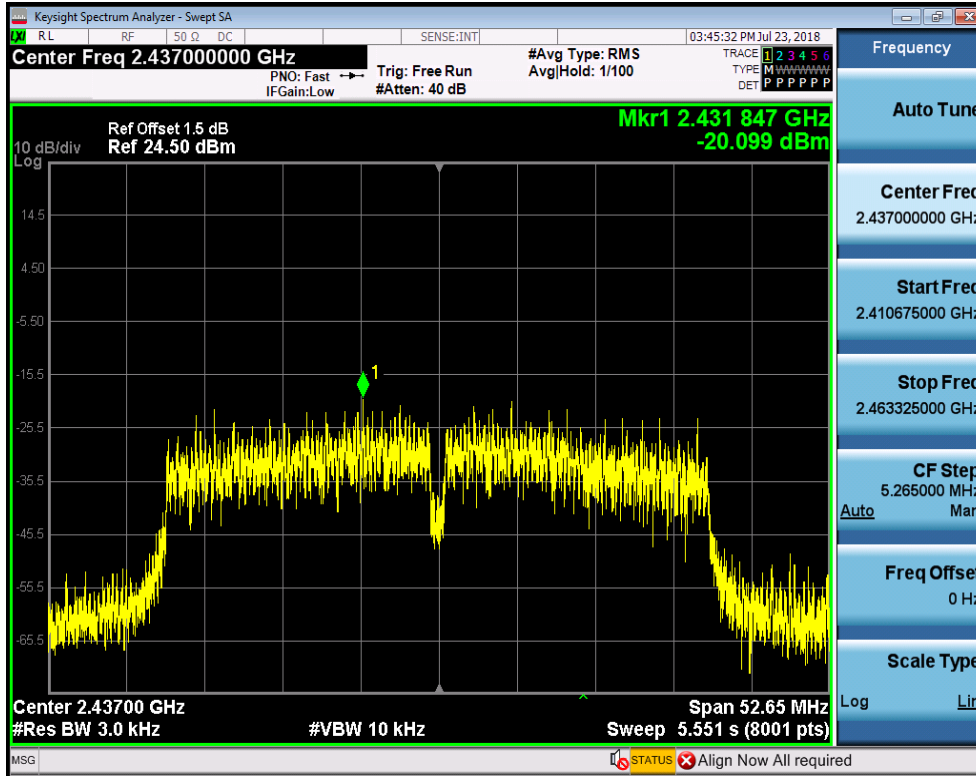 Keysight Spectrum Analyzer - Swept SA
LXI RL RF 50 Ω DC SENSE:INT 03:45:32 PM Jul 23, 2018
Center Freq 2.437000000 GHz
PNO: Fast
IFGain:Low
Trig: Free Run
#Atten: 40 dB
#Avg Type: RMS
Avg|Hold: 1/100
TRACE 1 2 3 4 5 6
TYPE M W W W W W
DET P P P P P P
Mkr1 2.431 847 GHz
-20.099 dBm
Ref Offset 1.5 dB
10 dB/div Ref 24.50 dBm
Log
14.5
4.50
-5.50
-15.5
-25.5
-35.5
-45.5
-55.5
-65.5
1
Center 2.43700 GHz Span 52.65 MHz
#Res BW 3.0 kHz #VBW 10 kHz Sweep 5.551 s (8001 pts)
MSG STATUS Align Now All required
Frequency
Auto Tune
Center Freq
2.437000000 GHz
Start Freq
2.410675000 GHz
Stop Freq
2.463325000 GHz
CF Step
5.265000 MHz
Auto Man
Freq Offset
0 Hz
Scale Type
Log Lin